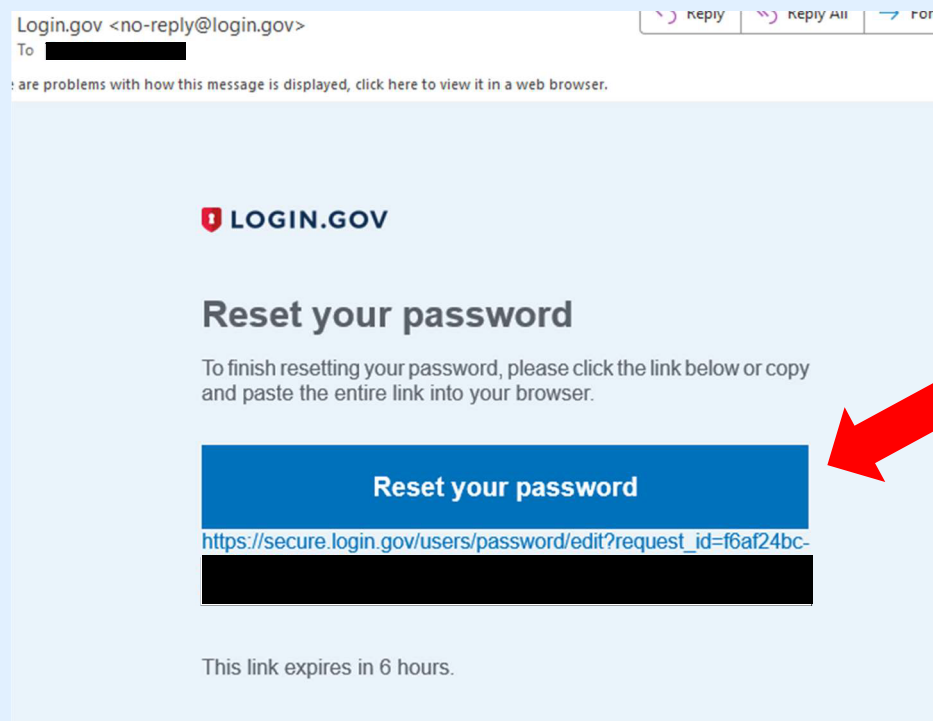 Login.gov <no-reply@login.gov>
Reply Reply All
To
are problems with how this message is displayed, click here to view it in a web browser.
LOGIN.GOV
Reset your password
To finish resetting your password, please click the link below or copy
and paste the entire link into your browser.
Reset your password
https://secure.login.gov/users/password/edit?request_id=f6af24bc-
This link expires in 6 hours.